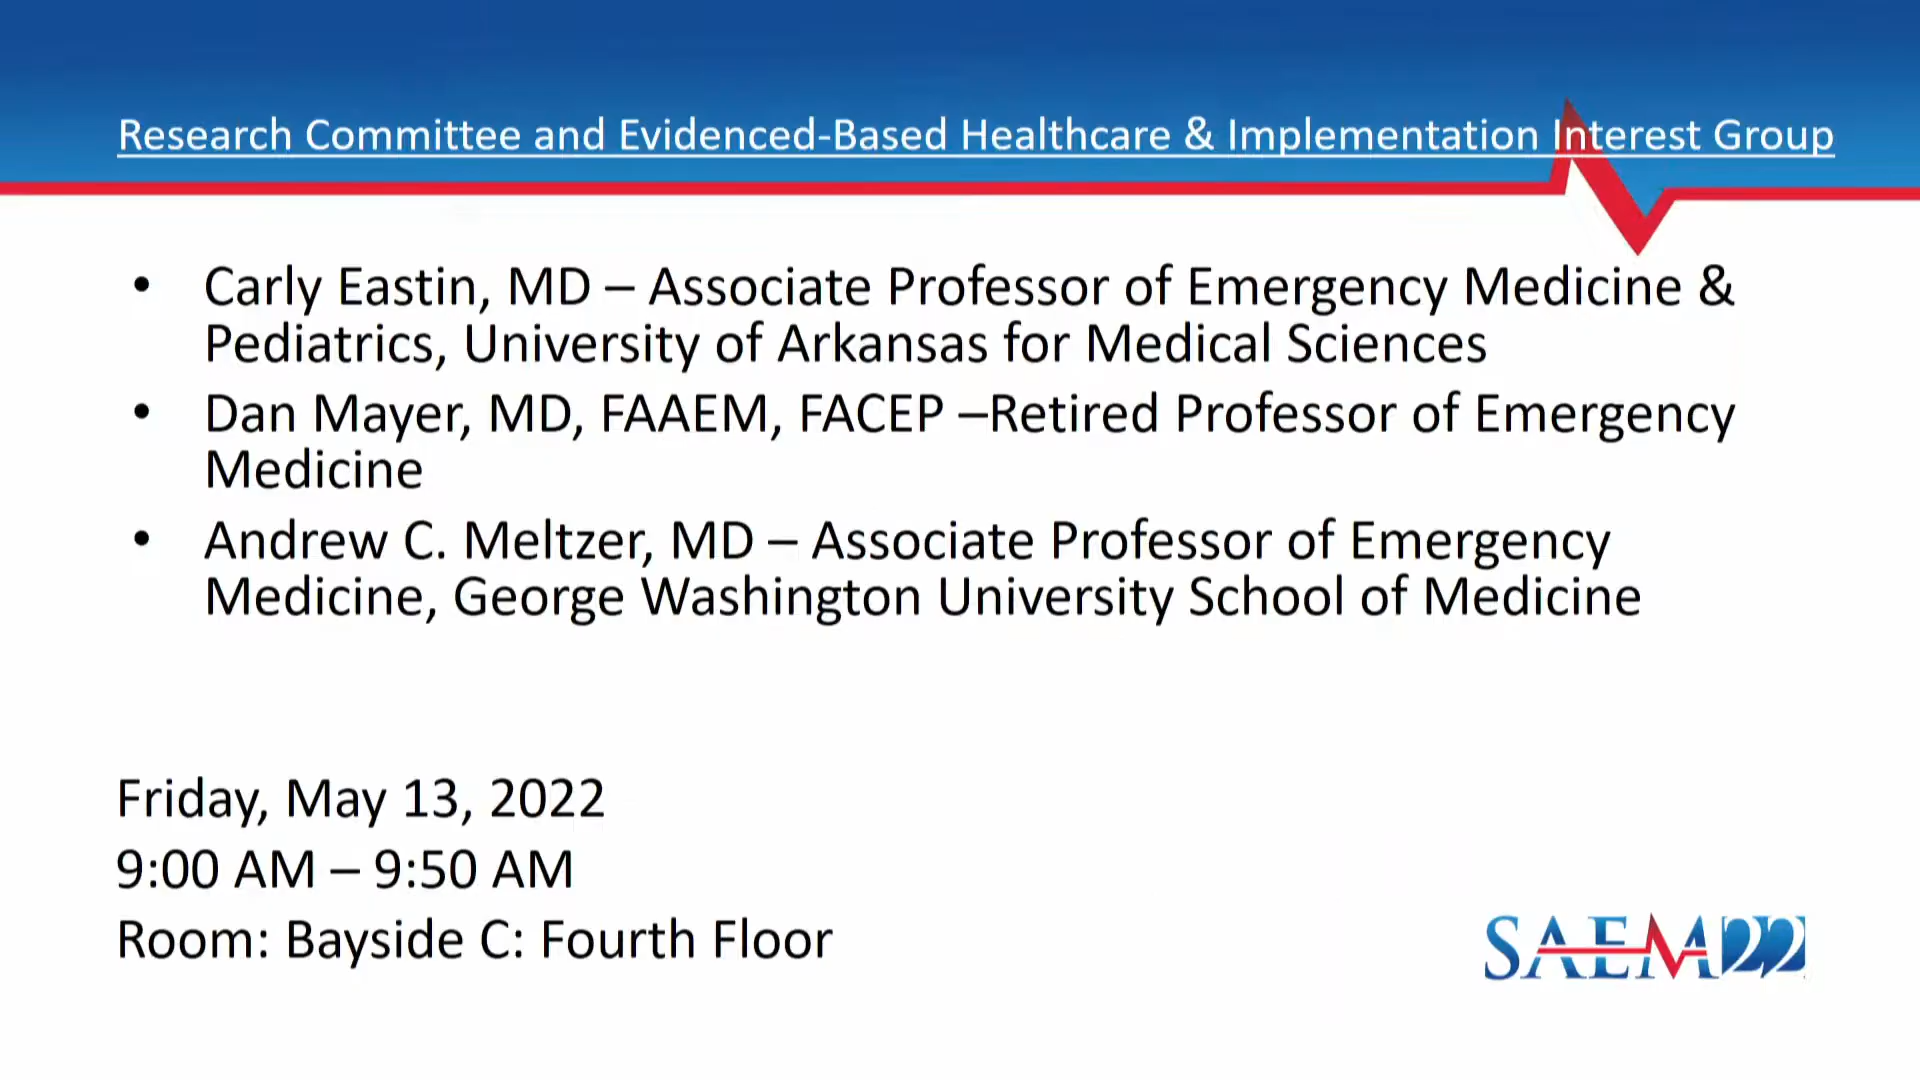 Research Committee and Evidenced-Based Healthcare & Implementation Interest Group
• Carly Eastin, MD – Associate Professor of Emergency Medicine &
Pediatrics, University of Arkansas for Medical Sciences
• Dan Mayer, MD, FAAEM, FACEP –Retired Professor of Emergency
Medicine
• Andrew C. Meltzer, MD – Associate Professor of Emergency
Medicine, George Washington University School of Medicine
Friday, May 13, 2022
9:00 AM – 9:50 AM
Room: Bayside C: Fourth Floor
SAEM22